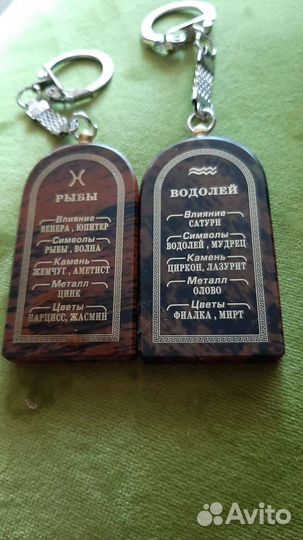 РЫБЫ
Влияние
ВЕНЕРА, ЮПИТЕР
Символы
РЫБЫ, ВОЛНА
Камень
ЖЕМЧУГ, АМЕТИСТ
Металл
ЦИНК
Цветы
НАРЦИСС, ЖАСМИН
ВОДОЛЕЙ
Влияние
САТУРН
Символы
ВОДОЛЕЙ, МУДРЕЦ
Камень
ЦИРКОН, ЛАЗУРИТ
Металл
ОЛОВО
Цветы
ФИАЛКА, МИРТ
Avito